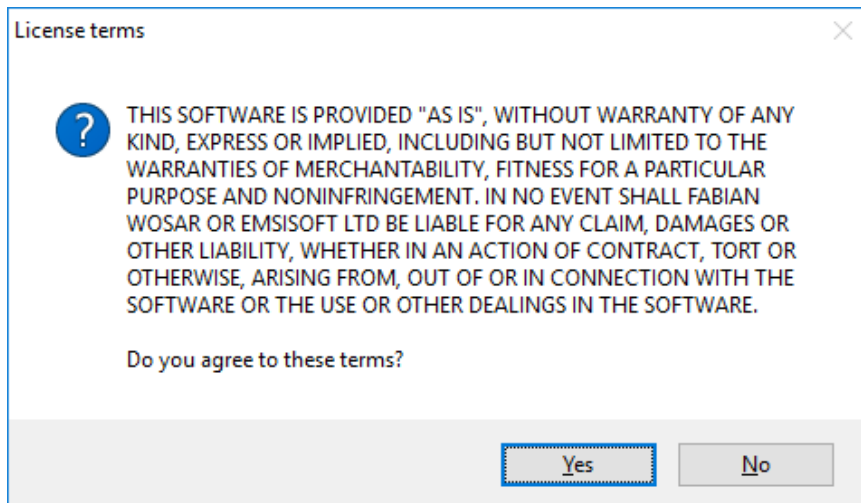 License terms
THIS SOFTWARE IS PROVIDED "AS IS", WITHOUT WARRANTY OF ANY
KIND, EXPRESS OR IMPLIED, INCLUDING BUT NOT LIMITED TO THE
WARRANTIES OF MERCHANTABILITY, FITNESS FOR A PARTICULAR
PURPOSE AND NONINFRINGEMENT. IN NO EVENT SHALL FABIAN
WOSAR OR EMSISOFT LTD BE LIABLE FOR ANY CLAIM, DAMAGES OR
OTHER LIABILITY, WHETHER IN AN ACTION OF CONTRACT, TORT OR
OTHERWISE, ARISING FROM, OUT OF OR IN CONNECTION WITH THE
SOFTWARE OR THE USE OR OTHER DEALINGS IN THE SOFTWARE.
Do you agree to these terms?
Yes No